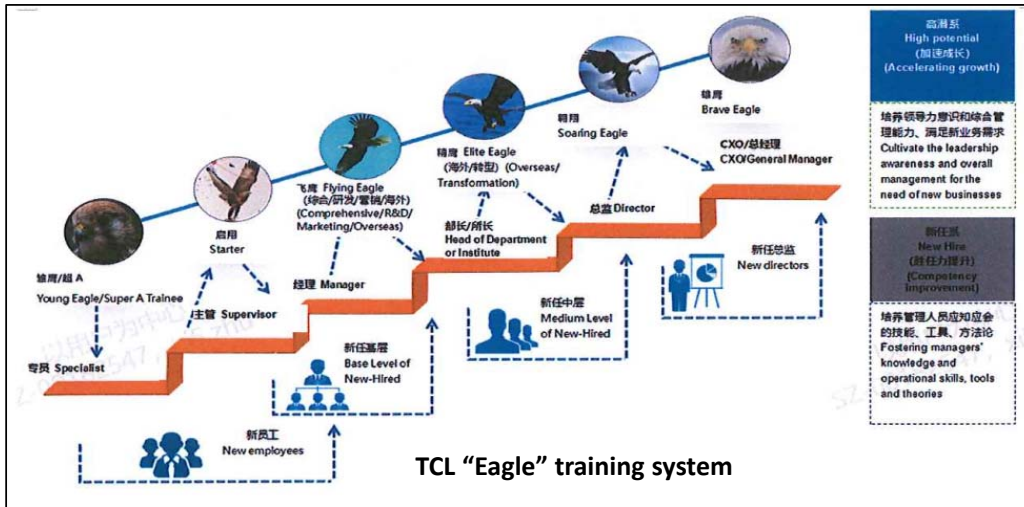 高潜系
High potential
(加速成长)
(Accelerating growth)
培养领导力意识和综合管
理能力、满足新业务需求
Cultivate the leadership
awareness and overall
management for the
need of new businesses
新任系
New Hire
(胜任力提升)
(Competency
Improvement)
培养管理人员应知应会
的技能、工具、方法论
Fostering managers'
knowledge and
operational skills, tools
and theories
雄鹰
Brave Eagle
翱翔
Soaring Eagle
精鹰 Elite Eagle
(海外/转型) (Overseas/
Transformation)
飞鹰 Flying Eagle
(综合/研发/营销/海外)
(Comprehensive/R&D/
Marketing/Overseas)
启翔
Starter
雏鹰/超 A
Young Eagle/Super A Trainee
CXO/总经理
CXO/General Manager
总监 Director
部长/所长
Head of Department
or Institute
经理 Manager
主管 Supervisor
专员 Specialist
新任总监
New directors
新任中层
Medium Level
of New-Hired
新任基层
Base Level of
New-Hired
新员工
New employees
TCL “Eagle” training system